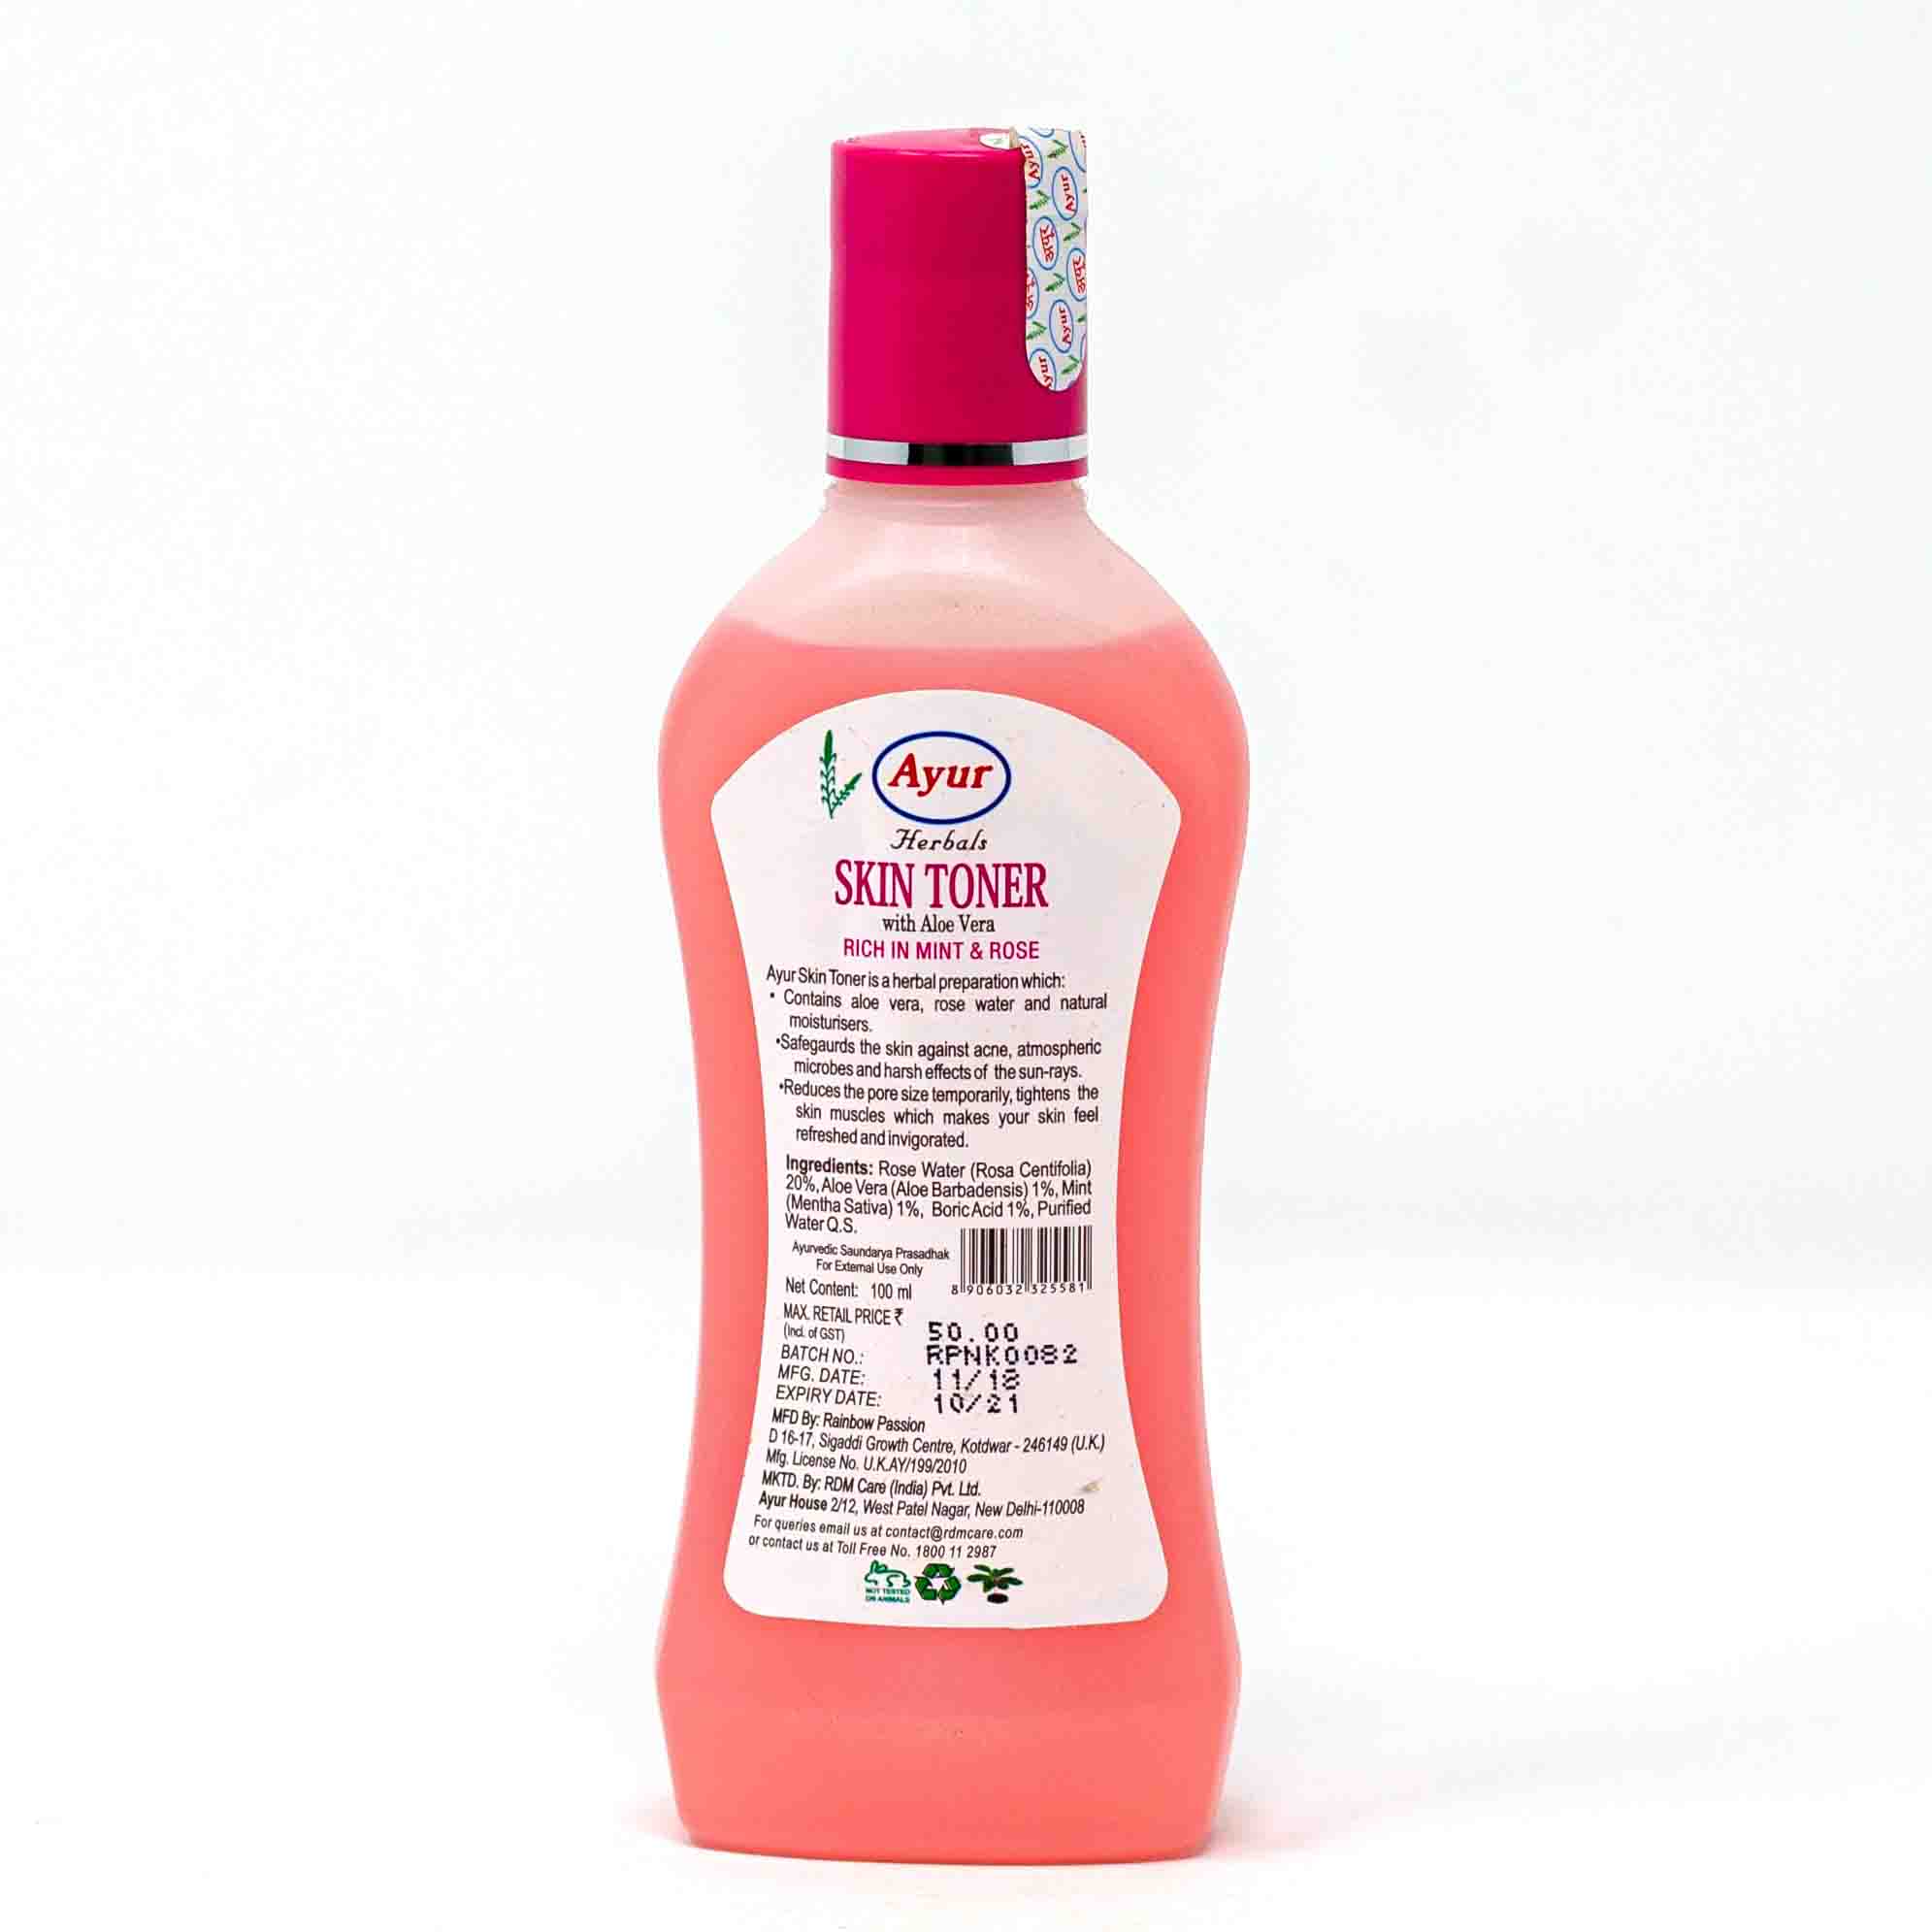 Ayur
Ayur
आयुर
आयुर
Ayur
Ayur
Ayur
Herbals
SKIN TONER
with Aloe Vera
RICH IN MINT & ROSE
Ayur Skin Toner is a herbal preparation which:
• Contains aloe vera, rose water and natural
moisturisers.
•Safegaurds the skin against acne, atmospheric
microbes and harsh effects of the sun-rays.
•Reduces the pore size temporarily, tightens the
skin muscles which makes your skin feel
refreshed and invigorated.
Ingredients: Rose Water (Rosa Centifolia)
20%, Aloe Vera (Aloe Barbadensis) 1%, Mint
(Mentha Sativa) 1%, Boric Acid 1%, Purified
Water Q.S.
Ayurvedic Saundarya Prasadhak
For External Use Only
Net Content: 100 ml
8 906032 325581
MAX. RETAIL PRICE ₹ 50.00
(Incl. of GST)
BATCH NO.: RPNK0082
MFG. DATE: 11/18
EXPIRY DATE: 10/21
MFD By: Rainbow Passion
D 16-17, Sigaddi Growth Centre, Kotdwar - 246149 (U.K.)
Mfg. License No. U.K.AY/199/2010
MKTD. By: RDM Care (India) Pvt. Ltd.
Ayur House 2/12, West Patel Nagar, New Delhi-110008
For queries email us at contact@rdmcare.com
or contact us at Toll Free No. 1800 11 2987
NOT TESTED
ON ANIMALS